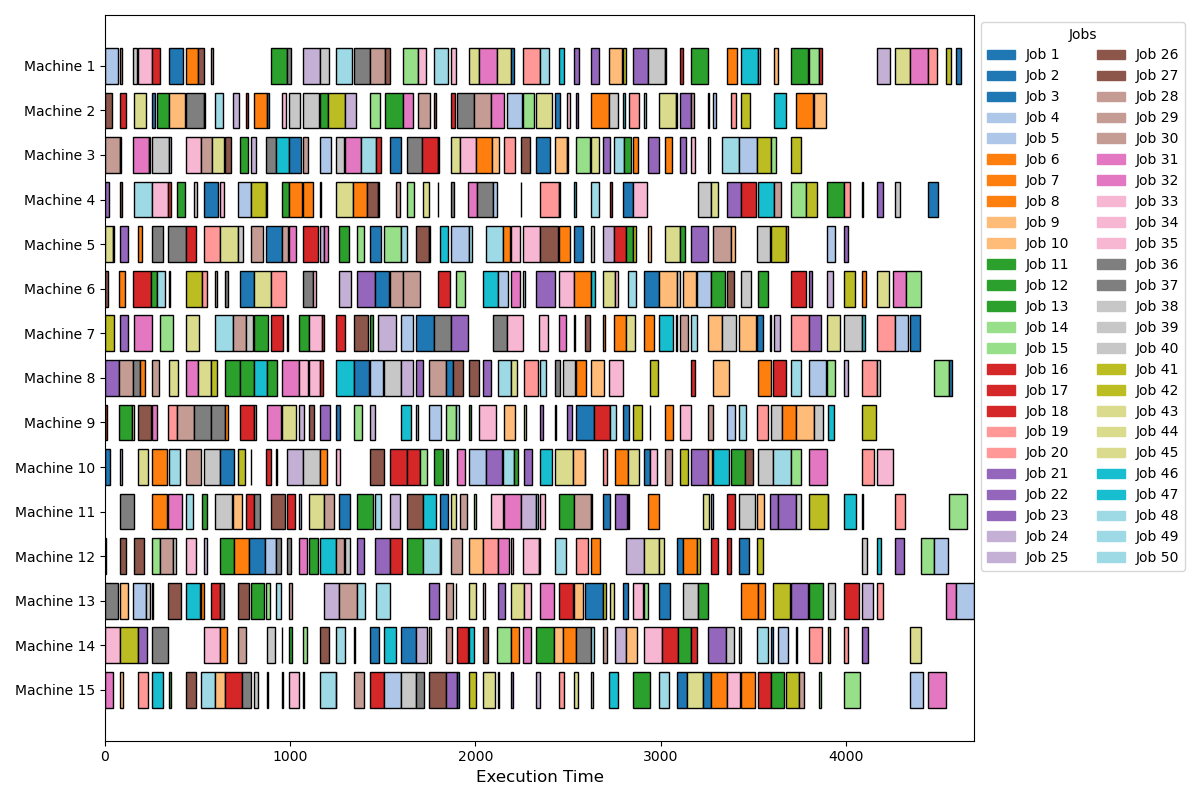 Machine 1
Machine 2
Machine 3
Machine 4
Machine 5
Machine 6
Machine 7
Machine 8
Machine 9
Machine 10
Machine 11
Machine 12
Machine 13
Machine 14
Machine 15
0 1000 2000 3000 4000
Execution Time
Jobs
Job 1
Job 2
Job 3
Job 4
Job 5
Job 6
Job 7
Job 8
Job 9
Job 10
Job 11
Job 12
Job 13
Job 14
Job 15
Job 16
Job 17
Job 18
Job 19
Job 20
Job 21
Job 22
Job 23
Job 24
Job 25
Job 26
Job 27
Job 28
Job 29
Job 30
Job 31
Job 32
Job 33
Job 34
Job 35
Job 36
Job 37
Job 38
Job 39
Job 40
Job 41
Job 42
Job 43
Job 44
Job 45
Job 46
Job 47
Job 48
Job 49
Job 50